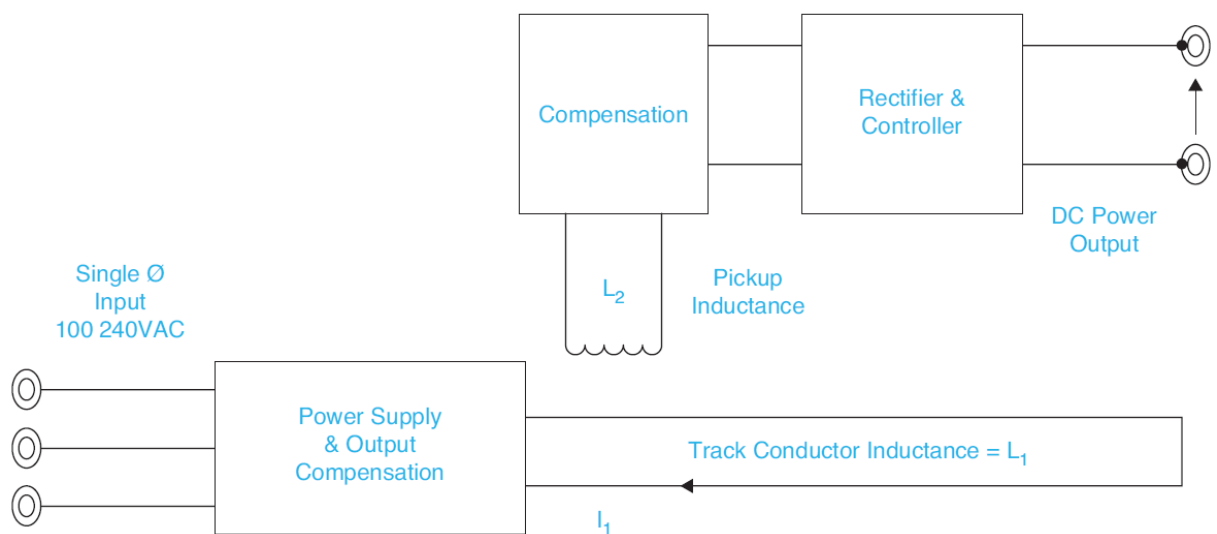 Compensation
Rectifier &
Controller
DC Power
Output
Single Ø
Input
100 240VAC
L2
Pickup
Inductance
Power Supply
& Output
Compensation
Track Conductor Inductance = L1
I1